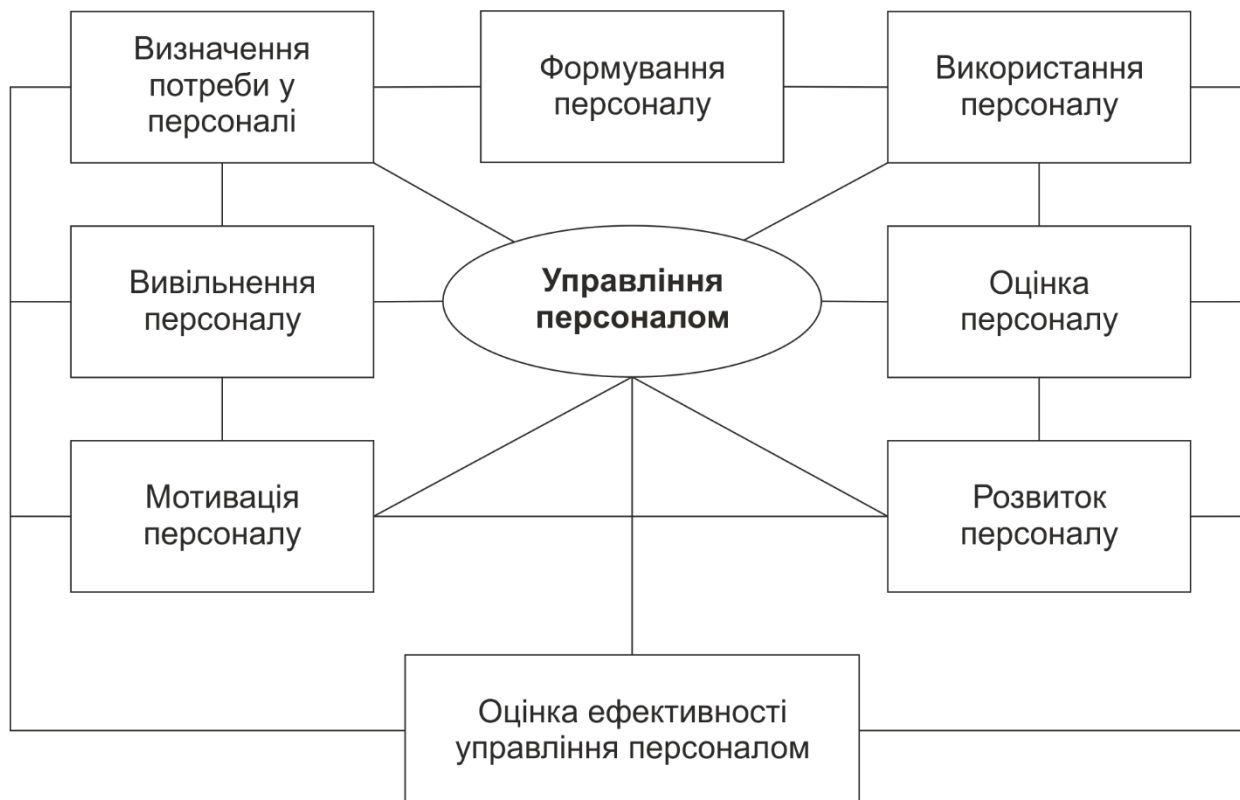 Визначення
потреби у
персоналі
Формування
персоналу
Використання
персоналу
Вивільнення
персоналу
Управління
персоналом
Оцінка
персоналу
Мотивація
персоналу
Розвиток
персоналу
Оцінка ефективності
управління персоналом